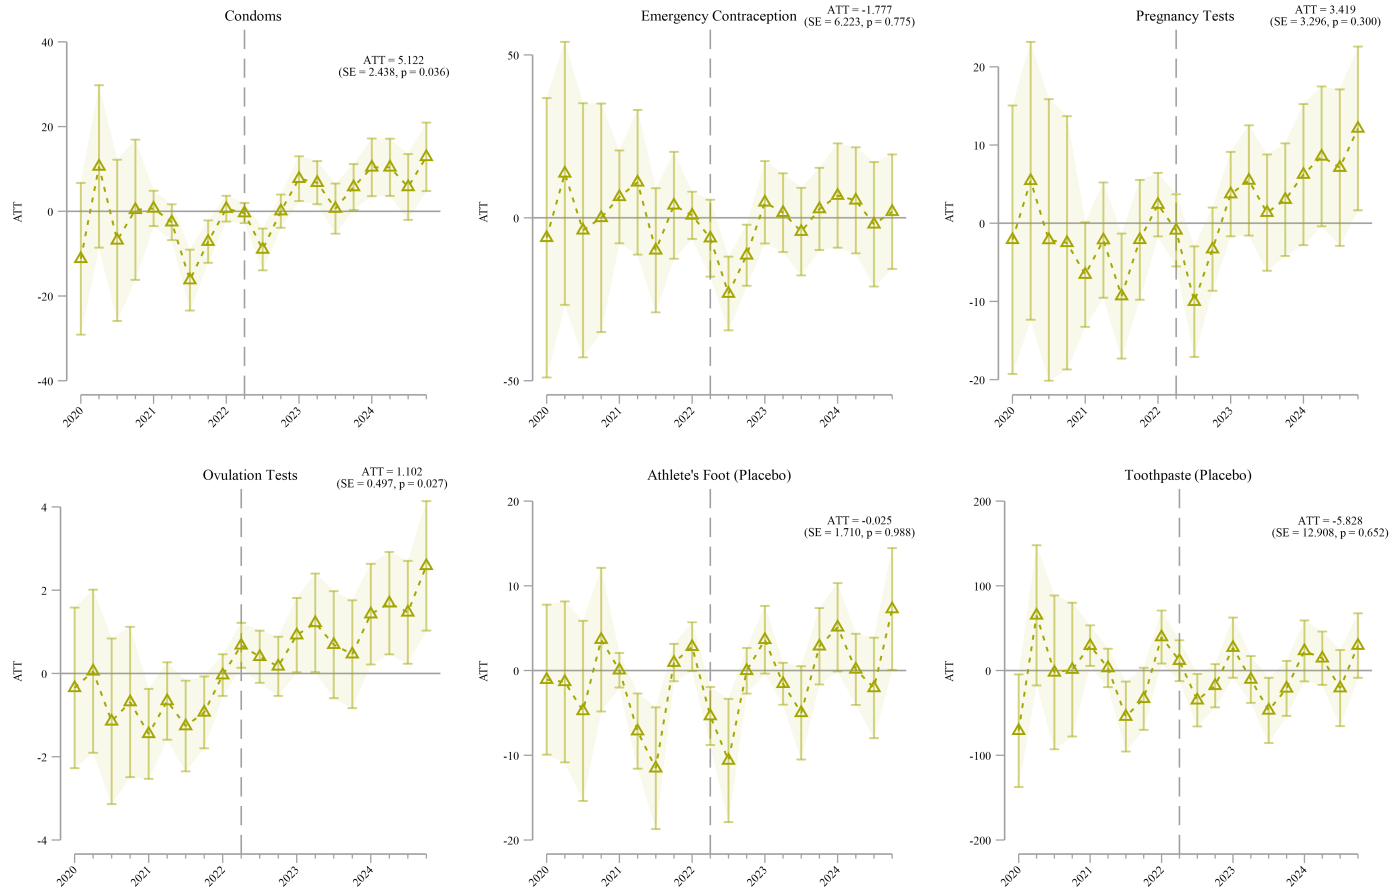 Condoms
ATT = 5.122
(SE = 2.438, p = 0.036)
40
20
0
-20
-40
ATT
2020
2021
2022
2023
2024
Emergency Contraception
ATT = -1.777
(SE = 6.223, p = 0.775)
50
0
-50
ATT
2020
2021
2022
2023
2024
Pregnancy Tests
ATT = 3.419
(SE = 3.296, p = 0.300)
20
10
0
-10
-20
ATT
2020
2021
2022
2023
2024
Ovulation Tests
ATT = 1.102
(SE = 0.497, p = 0.027)
4
2
0
-2
-4
ATT
2020
2021
2022
2023
2024
Athlete's Foot (Placebo)
ATT = -0.025
(SE = 1.710, p = 0.988)
20
10
0
-10
-20
ATT
2020
2021
2022
2023
2024
Toothpaste (Placebo)
ATT = -5.828
(SE = 12.908, p = 0.652)
200
100
0
-100
-200
ATT
2020
2021
2022
2023
2024